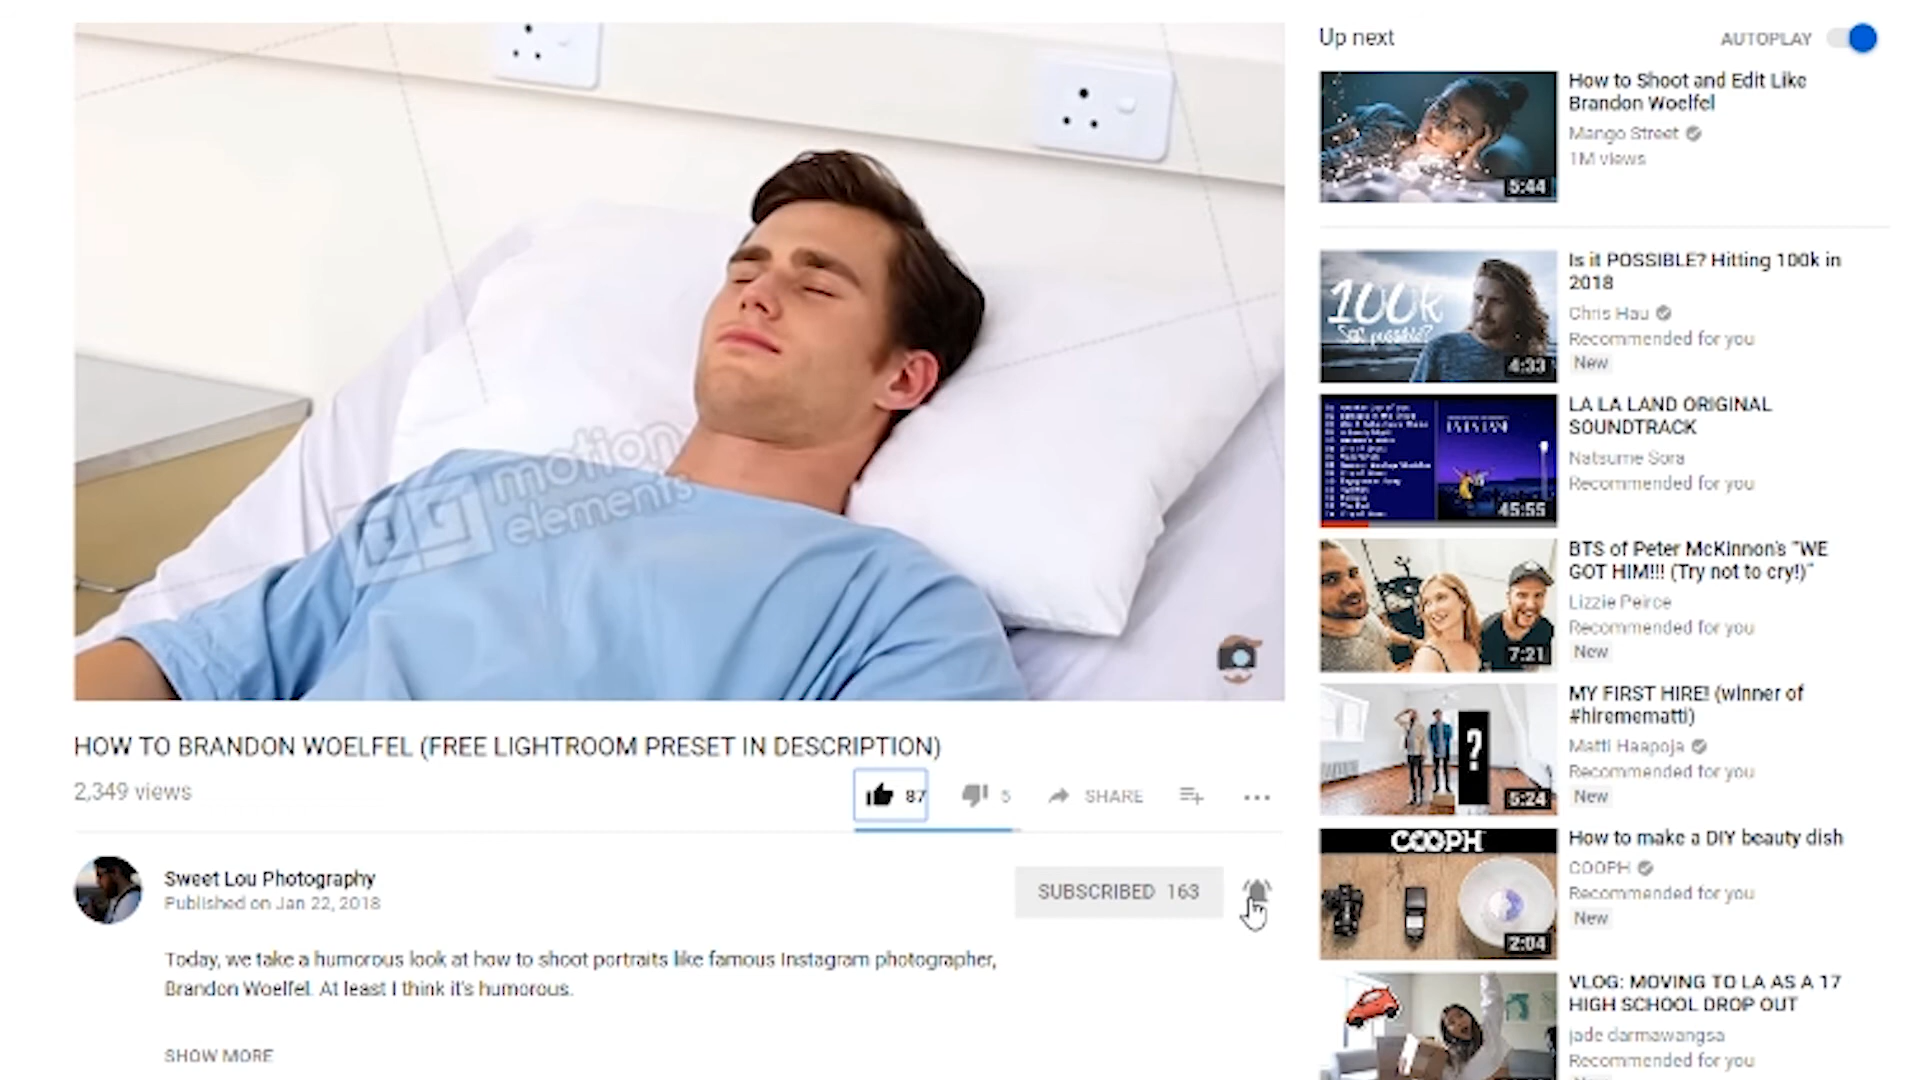 motion
elements
HOW TO BRANDON WOELFEL (FREE LIGHTROOM PRESET IN DESCRIPTION)
2,349 views
87
5
SHARE
Sweet Lou Photography
Published on Jan 22, 2018
SUBSCRIBED 163
Today, we take a humorous look at how to shoot portraits like famous Instagram photographer,
Brandon Woelfel. At least I think it's humorous.
SHOW MORE
Up next
AUTOPLAY
5:44
How to Shoot and Edit Like
Brandon Woelfel
Mango Street
1M views
100k
4:33
Is it POSSIBLE? Hitting 100k in
2018
Chris Hau
Recommended for you
New
45:55
LA LA LAND ORIGINAL
SOUNDTRACK
Natsume Sora
Recommended for you
7:21
BTS of Peter McKinnon's "WE
GOT HIM!!! (Try not to cry!)"
Lizzie Peirce
Recommended for you
New
?
5:24
MY FIRST HIRE! (winner of
#hiremematti)
Matti Haapoja
Recommended for you
New
COOPH
2:04
How to make a DIY beauty dish
COOPH
Recommended for you
New
VLOG: MOVING TO LA AS A 17
HIGH SCHOOL DROP OUT
jade darmawangsa
Recommended for you